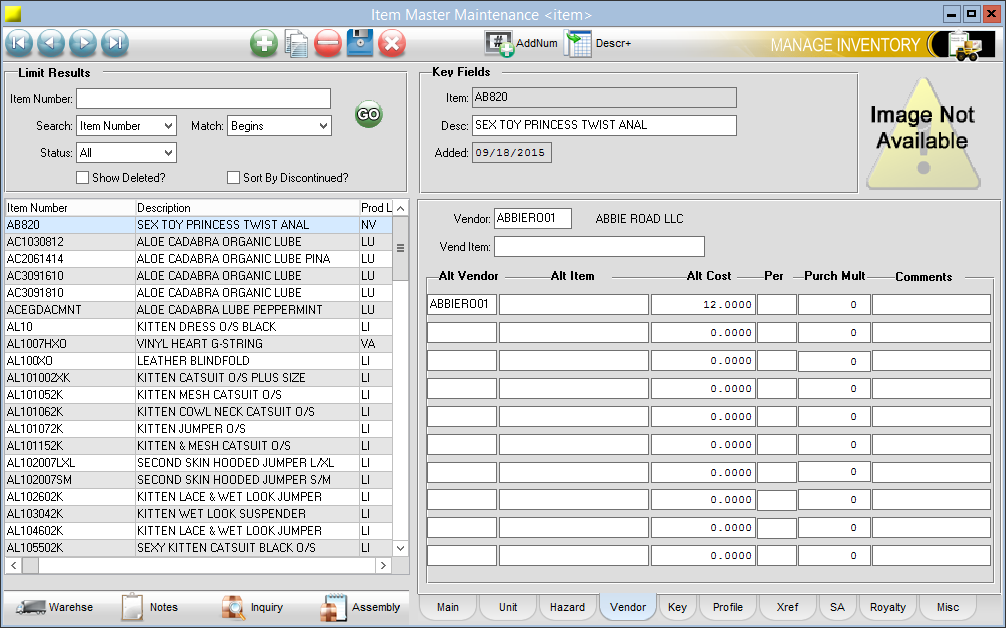 Item Master Maintenance <item>
AddNum
Descr+
MANAGE INVENTORY
Limit Results
Item Number:
GO
Search: Item Number
Match: Begins
Status: All
Show Deleted?
Sort By Discontinued?
Key Fields
Item: AB820
Desc: SEX TOY PRINCESS TWIST ANAL
Added: 09/18/2015
Image Not
Available
Item Number Description Prod L
AB820 SEX TOY PRINCESS TWIST ANAL NV
AC1030812 ALOE CADABRA ORGANIC LUBE LU
AC2061414 ALOE CADABRA ORGANIC LUBE PINA LU
AC3091610 ALOE CADABRA ORGANIC LUBE LU
AC3091810 ALOE CADABRA ORGANIC LUBE LU
ACEGDACMNT ALOE CADABRA LUBE PEPPERMINT LU
AL10 KITTEN DRESS O/S BLACK LI
AL1007HXO VINYL HEART G-STRING VA
AL100XO LEATHER BLINDFOLD LI
AL101002XK KITTEN CATSUIT O/S PLUS SIZE LI
AL101052K KITTEN MESH CATSUIT O/S LI
AL101062K KITTEN COWL NECK CATSUIT O/S LI
AL101072K KITTEN JUMPER O/S LI
AL101152K KITTEN & MESH CATSUIT O/S LI
AL102007LXL SECOND SKIN HOODED JUMPER L/XL LI
AL102007SM SECOND SKIN HOODED JUMPER S/M LI
AL102602K KITTEN LACE & WET LOOK JUMPER LI
AL103042K KITTEN WET LOOK SUSPENDER LI
AL104602K KITTEN LACE & WET LOOK JUMPER LI
AL105502K SEXY KITTEN CATSUIT BLACK O/S LI
Vendor: ABBIERO01 ABBIE ROAD LLC
Vend Item:
Alt Vendor Alt Item Alt Cost Per Purch Mult Comments
ABBIERO01 12.0000 0
0.0000 0
0.0000 0
0.0000 0
0.0000 0
0.0000 0
0.0000 0
0.0000 0
0.0000 0
0.0000 0
Warehse
Notes
Inquiry
Assembly
Main
Unit
Hazard
Vendor
Key
Profile
Xref
SA
Royalty
Misc